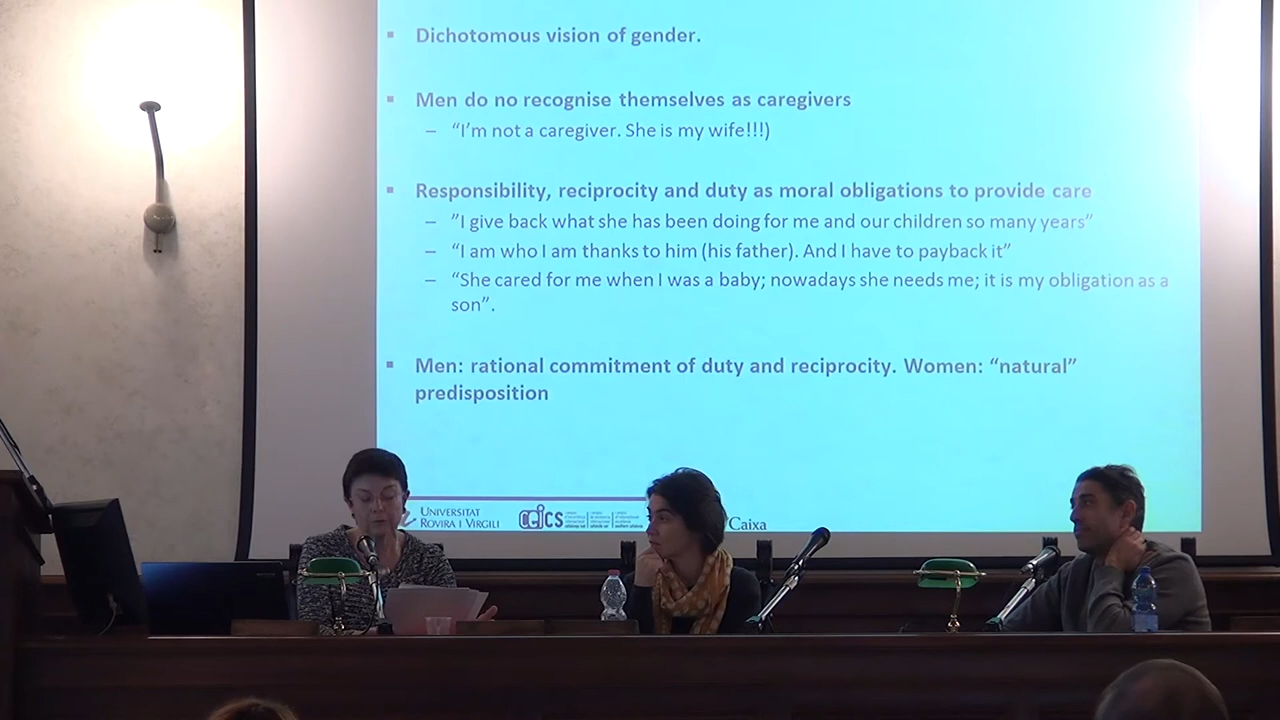 Dichotomous vision of gender.
Men do no recognise themselves as caregivers
– “I’m not a caregiver. She is my wife!!!)
Responsibility, reciprocity and duty as moral obligations to provide care
– ”I give back what she has been doing for me and our children so many years”
– “I am who I am thanks to him (his father). And I have to payback it”
– “She cared for me when I was a baby; nowadays she needs me; it is my obligation as a
son”.
Men: rational commitment of duty and reciprocity. Women: “natural”
predisposition
UNIVERSITAT
ROVIRA I VIRGILI
CEICS
Caixa